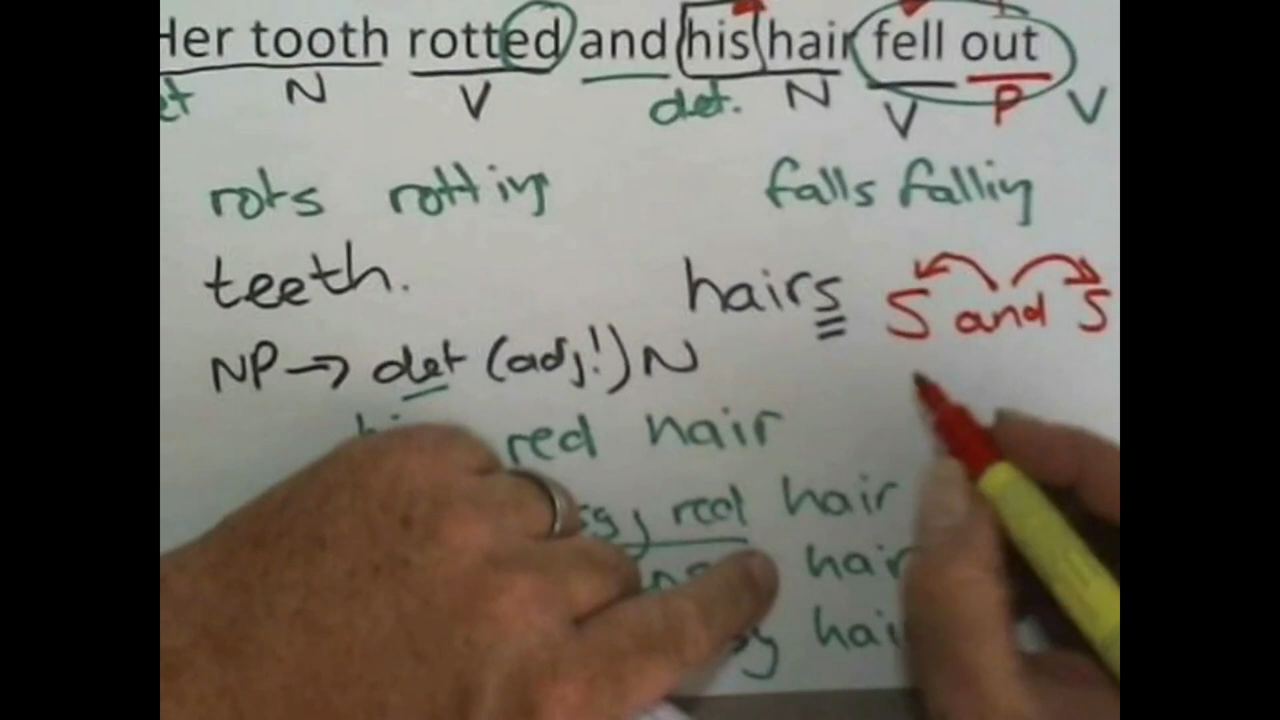 Her tooth rotted and his hair fell out
N V det. N V P V
rots rotting falls falling
teeth. hairs S and S
NP → det (adj!) N
red hair
red hair
hair